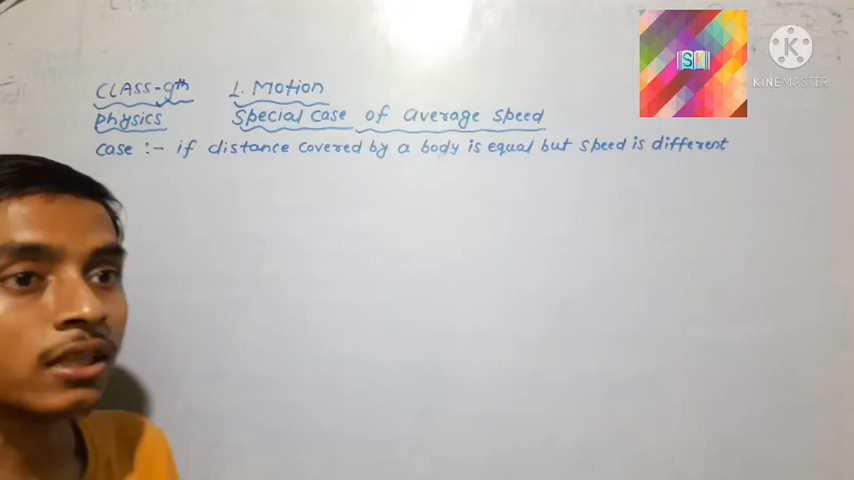 CLASS-9th 1. Motion
Physics Special case of average speed
case :- if distance covered by a body is equal but speed is different
SL
KINEMASTER